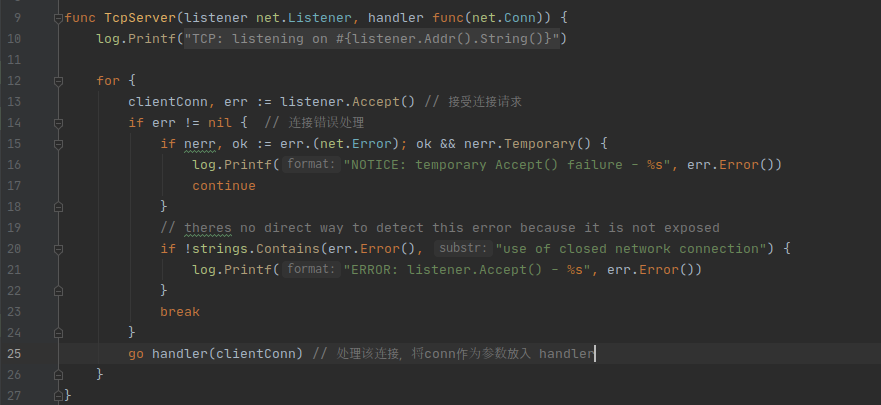 9 func TcpServer(listener net.Listener, handler func(net.Conn)) {
10 log.Printf("TCP: listening on #{listener.Addr().String()}")
11
12 for {
13 clientConn, err := listener.Accept() // 接受连接请求
14 if err != nil { // 连接错误处理
15 if nerr, ok := err.(net.Error); ok && nerr.Temporary() {
16 log.Printf( format: "NOTICE: temporary Accept() failure - %s", err.Error())
17 continue
18 }
19 // theres no direct way to detect this error because it is not exposed
20 if !strings.Contains(err.Error(), substr: "use of closed network connection") {
21 log.Printf( format: "ERROR: listener.Accept() - %s", err.Error())
22 }
23 break
24 }
25 go handler(clientConn) // 处理该连接, 将conn作为参数放入 handler
26 }
27 }